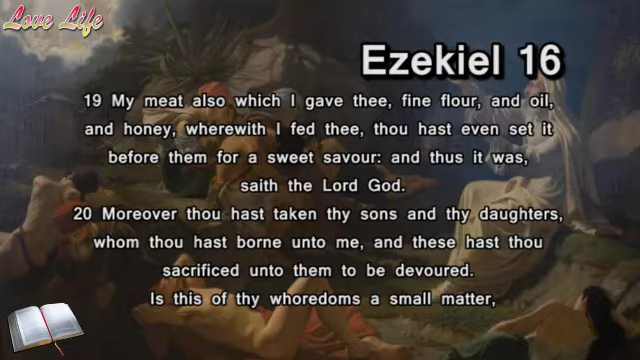 Love Life
Ezekiel 16
19 My meat also which I gave thee, fine flour, and oil,
and honey, wherewith I fed thee, thou hast even set it
before them for a sweet savour: and thus it was,
saith the Lord God.
20 Moreover thou hast taken thy sons and thy daughters,
whom thou hast borne unto me, and these hast thou
sacrificed unto them to be devoured.
Is this of thy whoredoms a small matter,